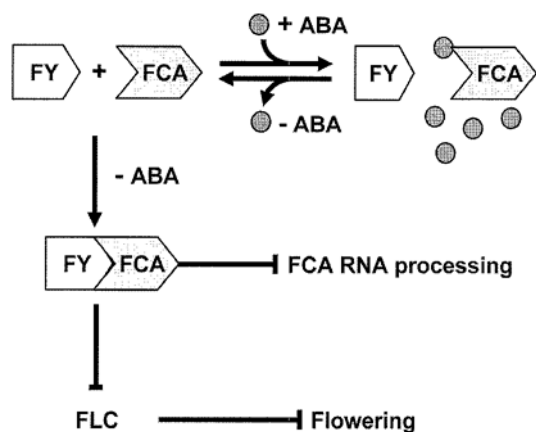 + ABA
FY + FCA
FY FCA
- ABA
- ABA
FY FCA
FCA RNA processing
FLC
Flowering